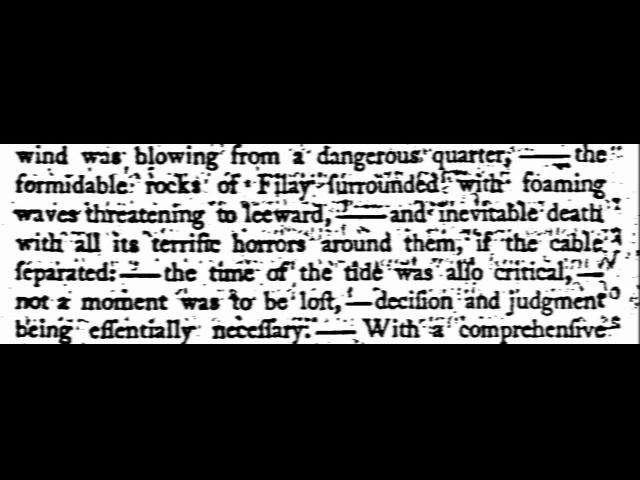 wind was blowing from a dangerous quarter, — the
formidable rocks of Filay ſurrounded with foaming
waves threatening to leeward, — and inevitable death
with all its terrific horrors around them, if the cable
ſeparated: — the time of the tide was alſo critical, —
not a moment was to be loſt, — deciſion and judgment
being eſſentially neceſſary. — With a comprehenſive